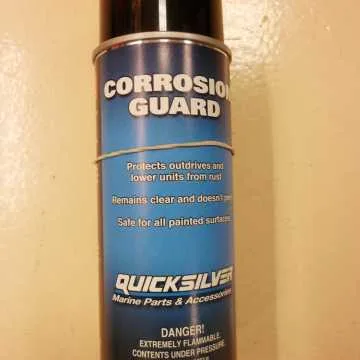 CORROSION
GUARD
Protects outdrives and
lower units from rust
Remains clear and doesn't
Safe for all painted surfaces
QUICKSILVER
Marine Parts & Accessories
DANGER!
EXTREMELY FLAMMABLE.
CONTENTS UNDER PRESSURE.